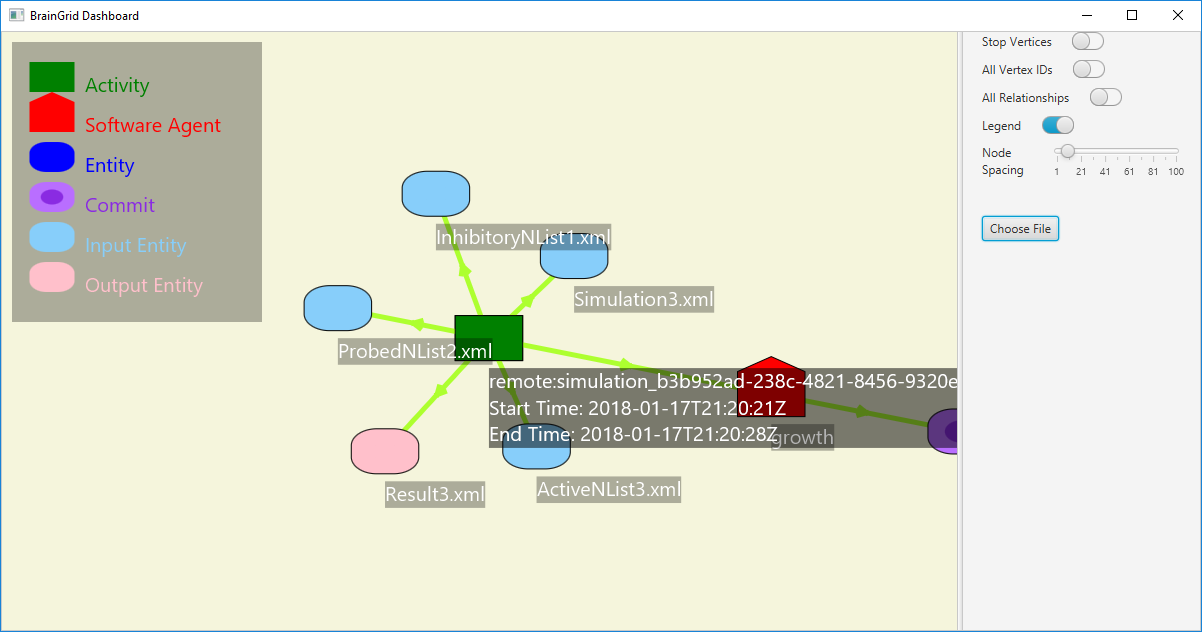 BrainGrid Dashboard
Activity
Software Agent
Entity
Commit
Input Entity
Output Entity
InhibitoryNList1.xml
Simulation3.xml
ProbedNList2.xml
remote:simulation_b3b952ad-238c-4821-8456-9320e
Start Time: 2018-01-17T21:20:21Z
End Time: 2018-01-17T21:20:28Z
growth
Result3.xml
ActiveNList3.xml
Stop Vertices
All Vertex IDs
All Relationships
Legend
Node
Spacing
1 21 41 61 81 100
Choose File